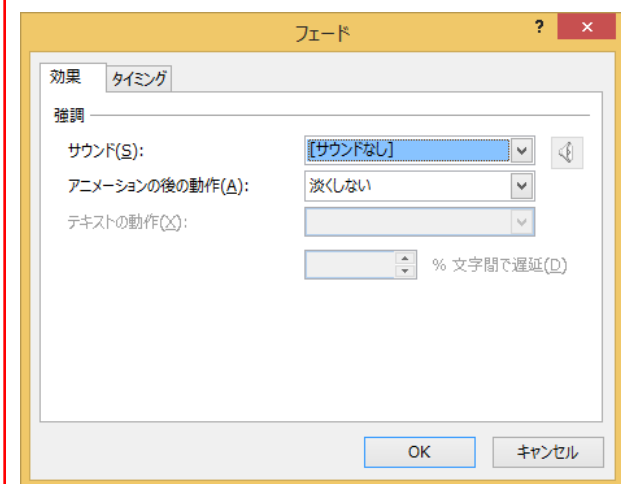 フェード
? ×
効果 タイミング
強調
サウンド(S): [サウンドなし]
アニメーションの後の動作(A): 淡くしない
テキストの動作(X):
% 文字間で遅延(D)
OK キャンセル